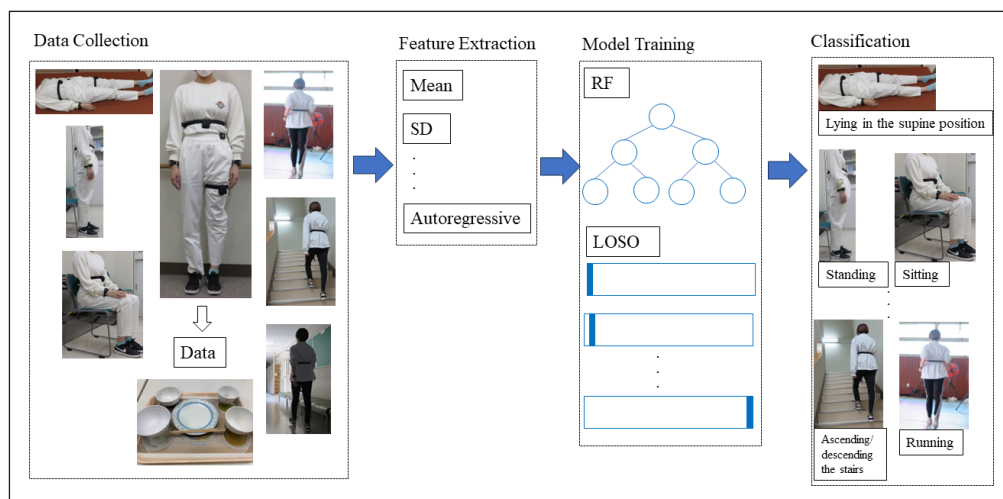 Data Collection
Data
Feature Extraction
Mean
SD
.
.
.
Autoregressive
Model Training
RF
LOSO
.
.
.
Classification
Lying in the supine position
Standing
Sitting
.
.
.
Ascending/
descending
the stairs
Running